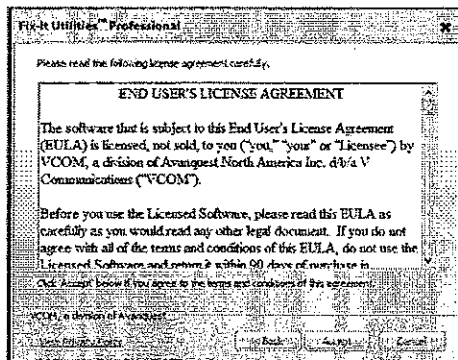 Fix-It Utilities™ Professional
Please read the following license agreement carefully.
END USER'S LICENSE AGREEMENT
The software that is subject to this End User's License Agreement
(EULA) is licensed, not sold, to you ("you," "your" or "Licensee") by
VCOM, a division of Avanquest North America Inc. d/b/a V
Communications ("VCOM").
Before you use the Licensed Software, please read this EULA as
carefully as you would read any other legal document. If you do not
agree with all of the terms and conditions of this EULA, do not use the
Licensed Software and return it within 90 days of purchase in
Click 'Accept' below if you agree to the terms and conditions of this agreement.
VCOM, a division of Avanquest
View Privacy Policy
Back
Accept
Cancel